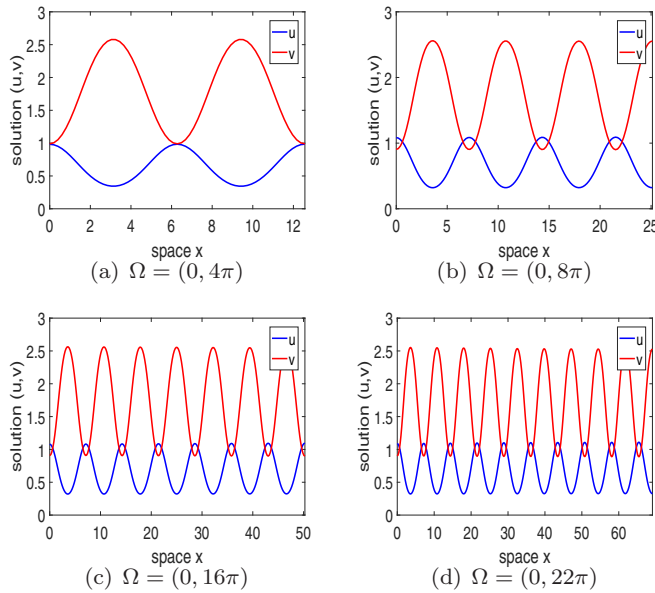 3
2.5
2
1.5
1
0.5
0
solution (u,v)
u
v
0 2 4 6 8 10 12
space x
(a) Ω = (0, 4π)
3
2
1
0
solution (u,v)
u
v
0 5 10 15 20 25
space x
(b) Ω = (0, 8π)
3
2.5
2
1.5
1
0.5
0
solution (u,v)
u
v
0 10 20 30 40 50
space x
(c) Ω = (0, 16π)
3
2.5
2
1.5
1
0.5
0
solution (u,v)
u
v
0 10 20 30 40 50 60
space x
(d) Ω = (0, 22π)